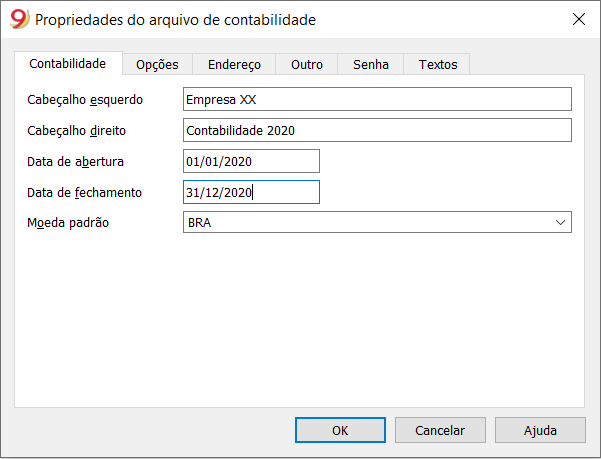 9 Propriedades do arquivo de contabilidade
Contabilidade Opções Endereço Outro Senha Textos
Cabeçalho esquerdo Empresa XX
Cabeçalho direito Contabilidade 2020
Data de abertura 01/01/2020
Data de fechamento 31/12/2020
Moeda padrão BRA
OK Cancelar Ajuda